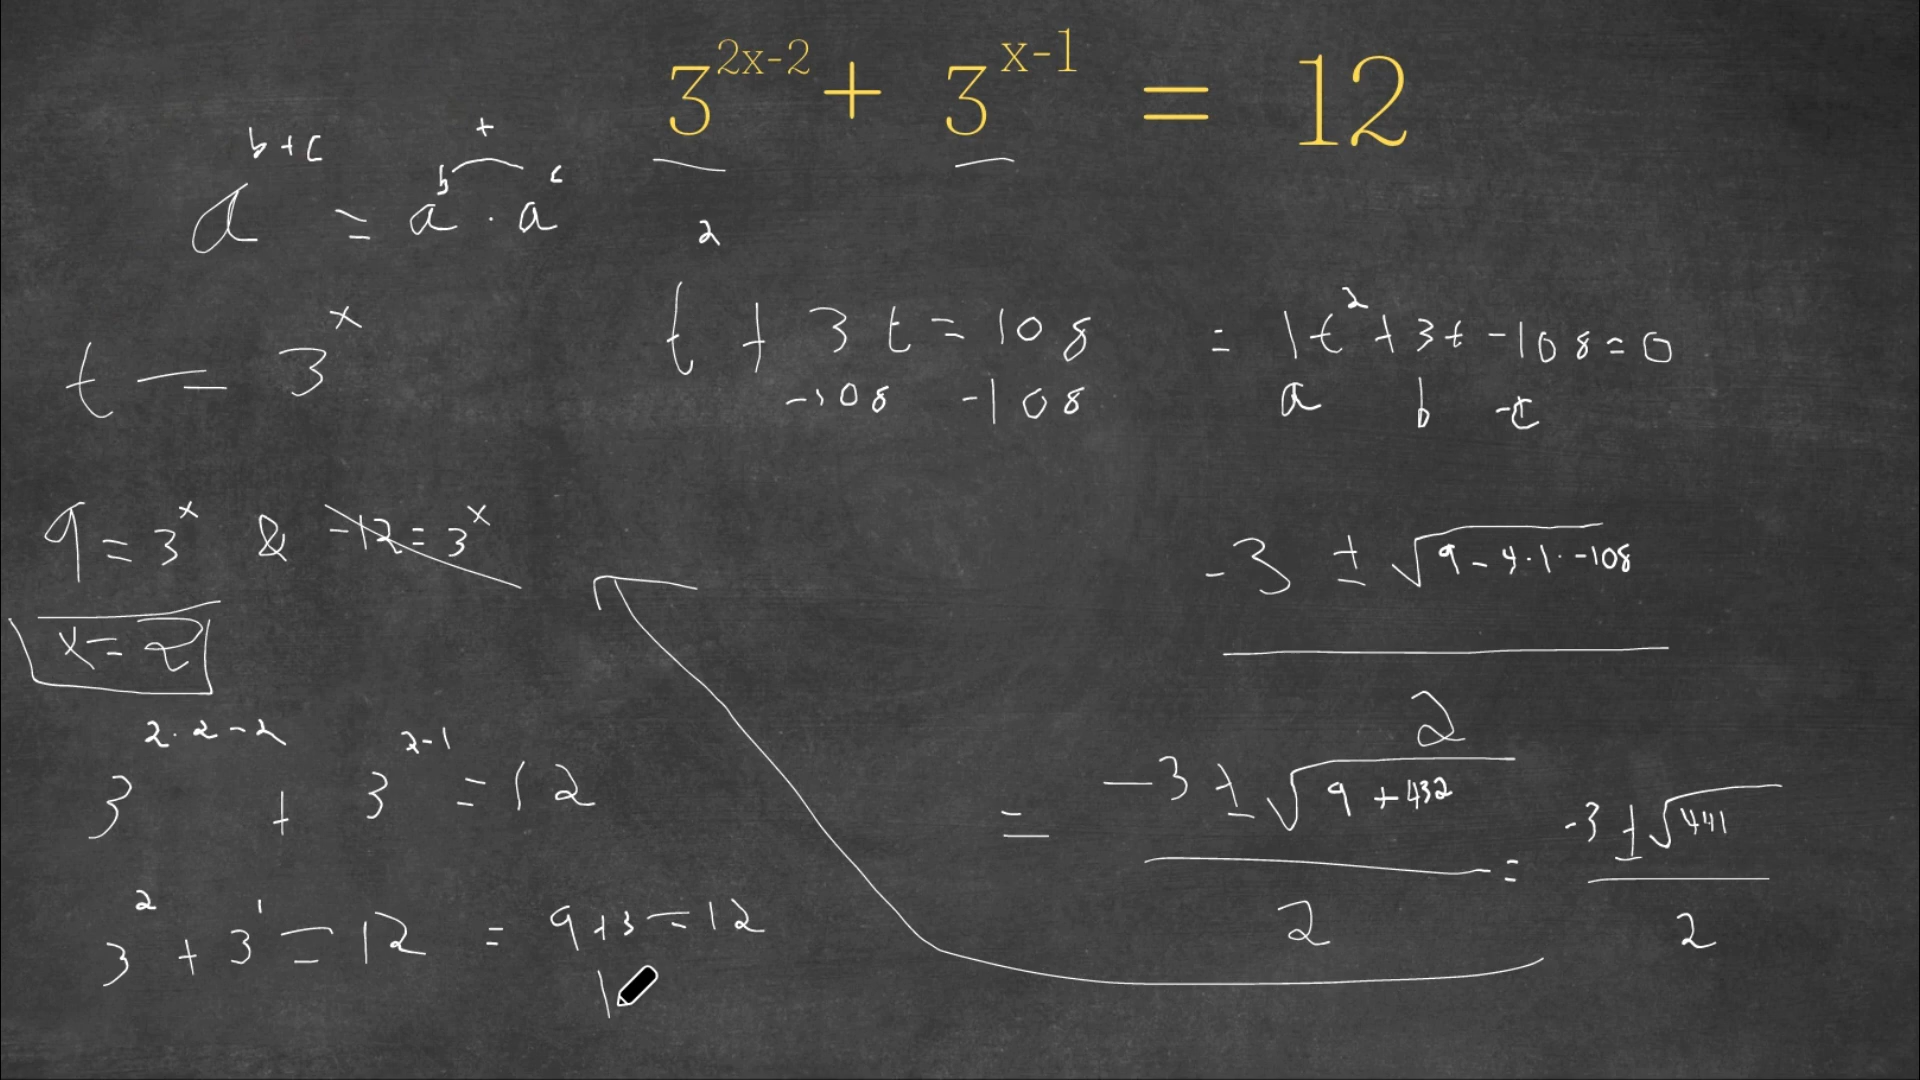 3^{2x-2} + 3^{x-1} = 12
a^{b+c} = a^b · a^c
+
t = 3^x
t^2 + 3t = 108
-108 -108
= 1t^2 + 3t - 108 = 0
a b -c
9 = 3^x & -12 = 3^x
x = 2
-3 ± √(9 - 4·1·-108)
2
3^{2·2-2} + 3^{2-1} = 12
= -3 ± √(9 + 432) = -3 ± √441
2 2
3^2 + 3^1 = 12 = 9 + 3 = 12
1